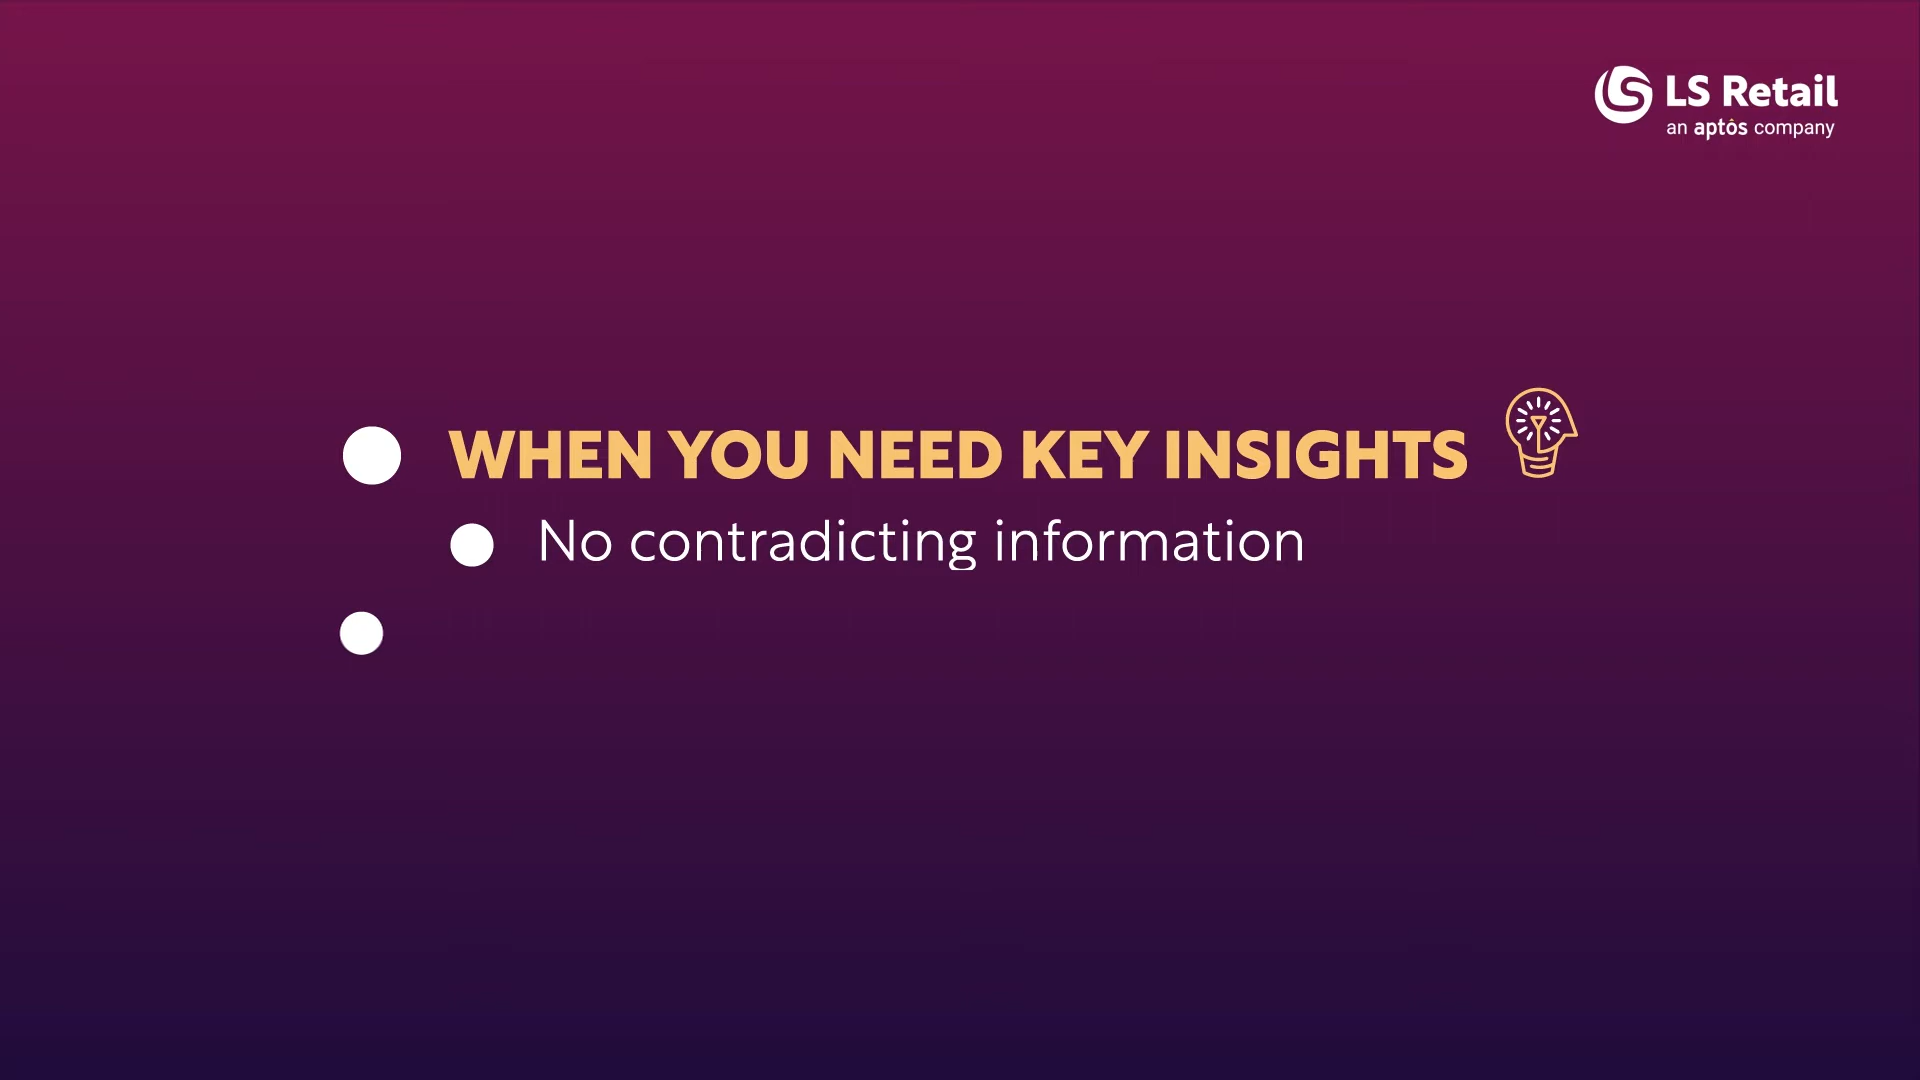 LS Retail
an aptos company
WHEN YOU NEED KEY INSIGHTS
No contradicting information